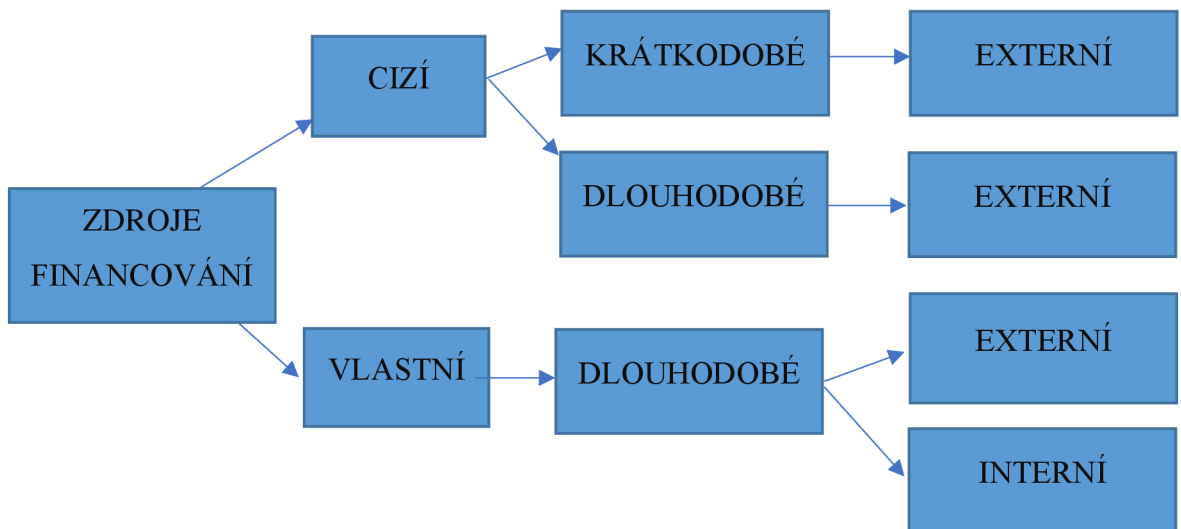 CIZÍ
KRÁTKODOBÉ
EXTERNÍ
DLOUHODOBÉ
EXTERNÍ
ZDROJE
FINANCOVÁNÍ
VLASTNÍ
DLOUHODOBÉ
EXTERNÍ
INTERNÍ